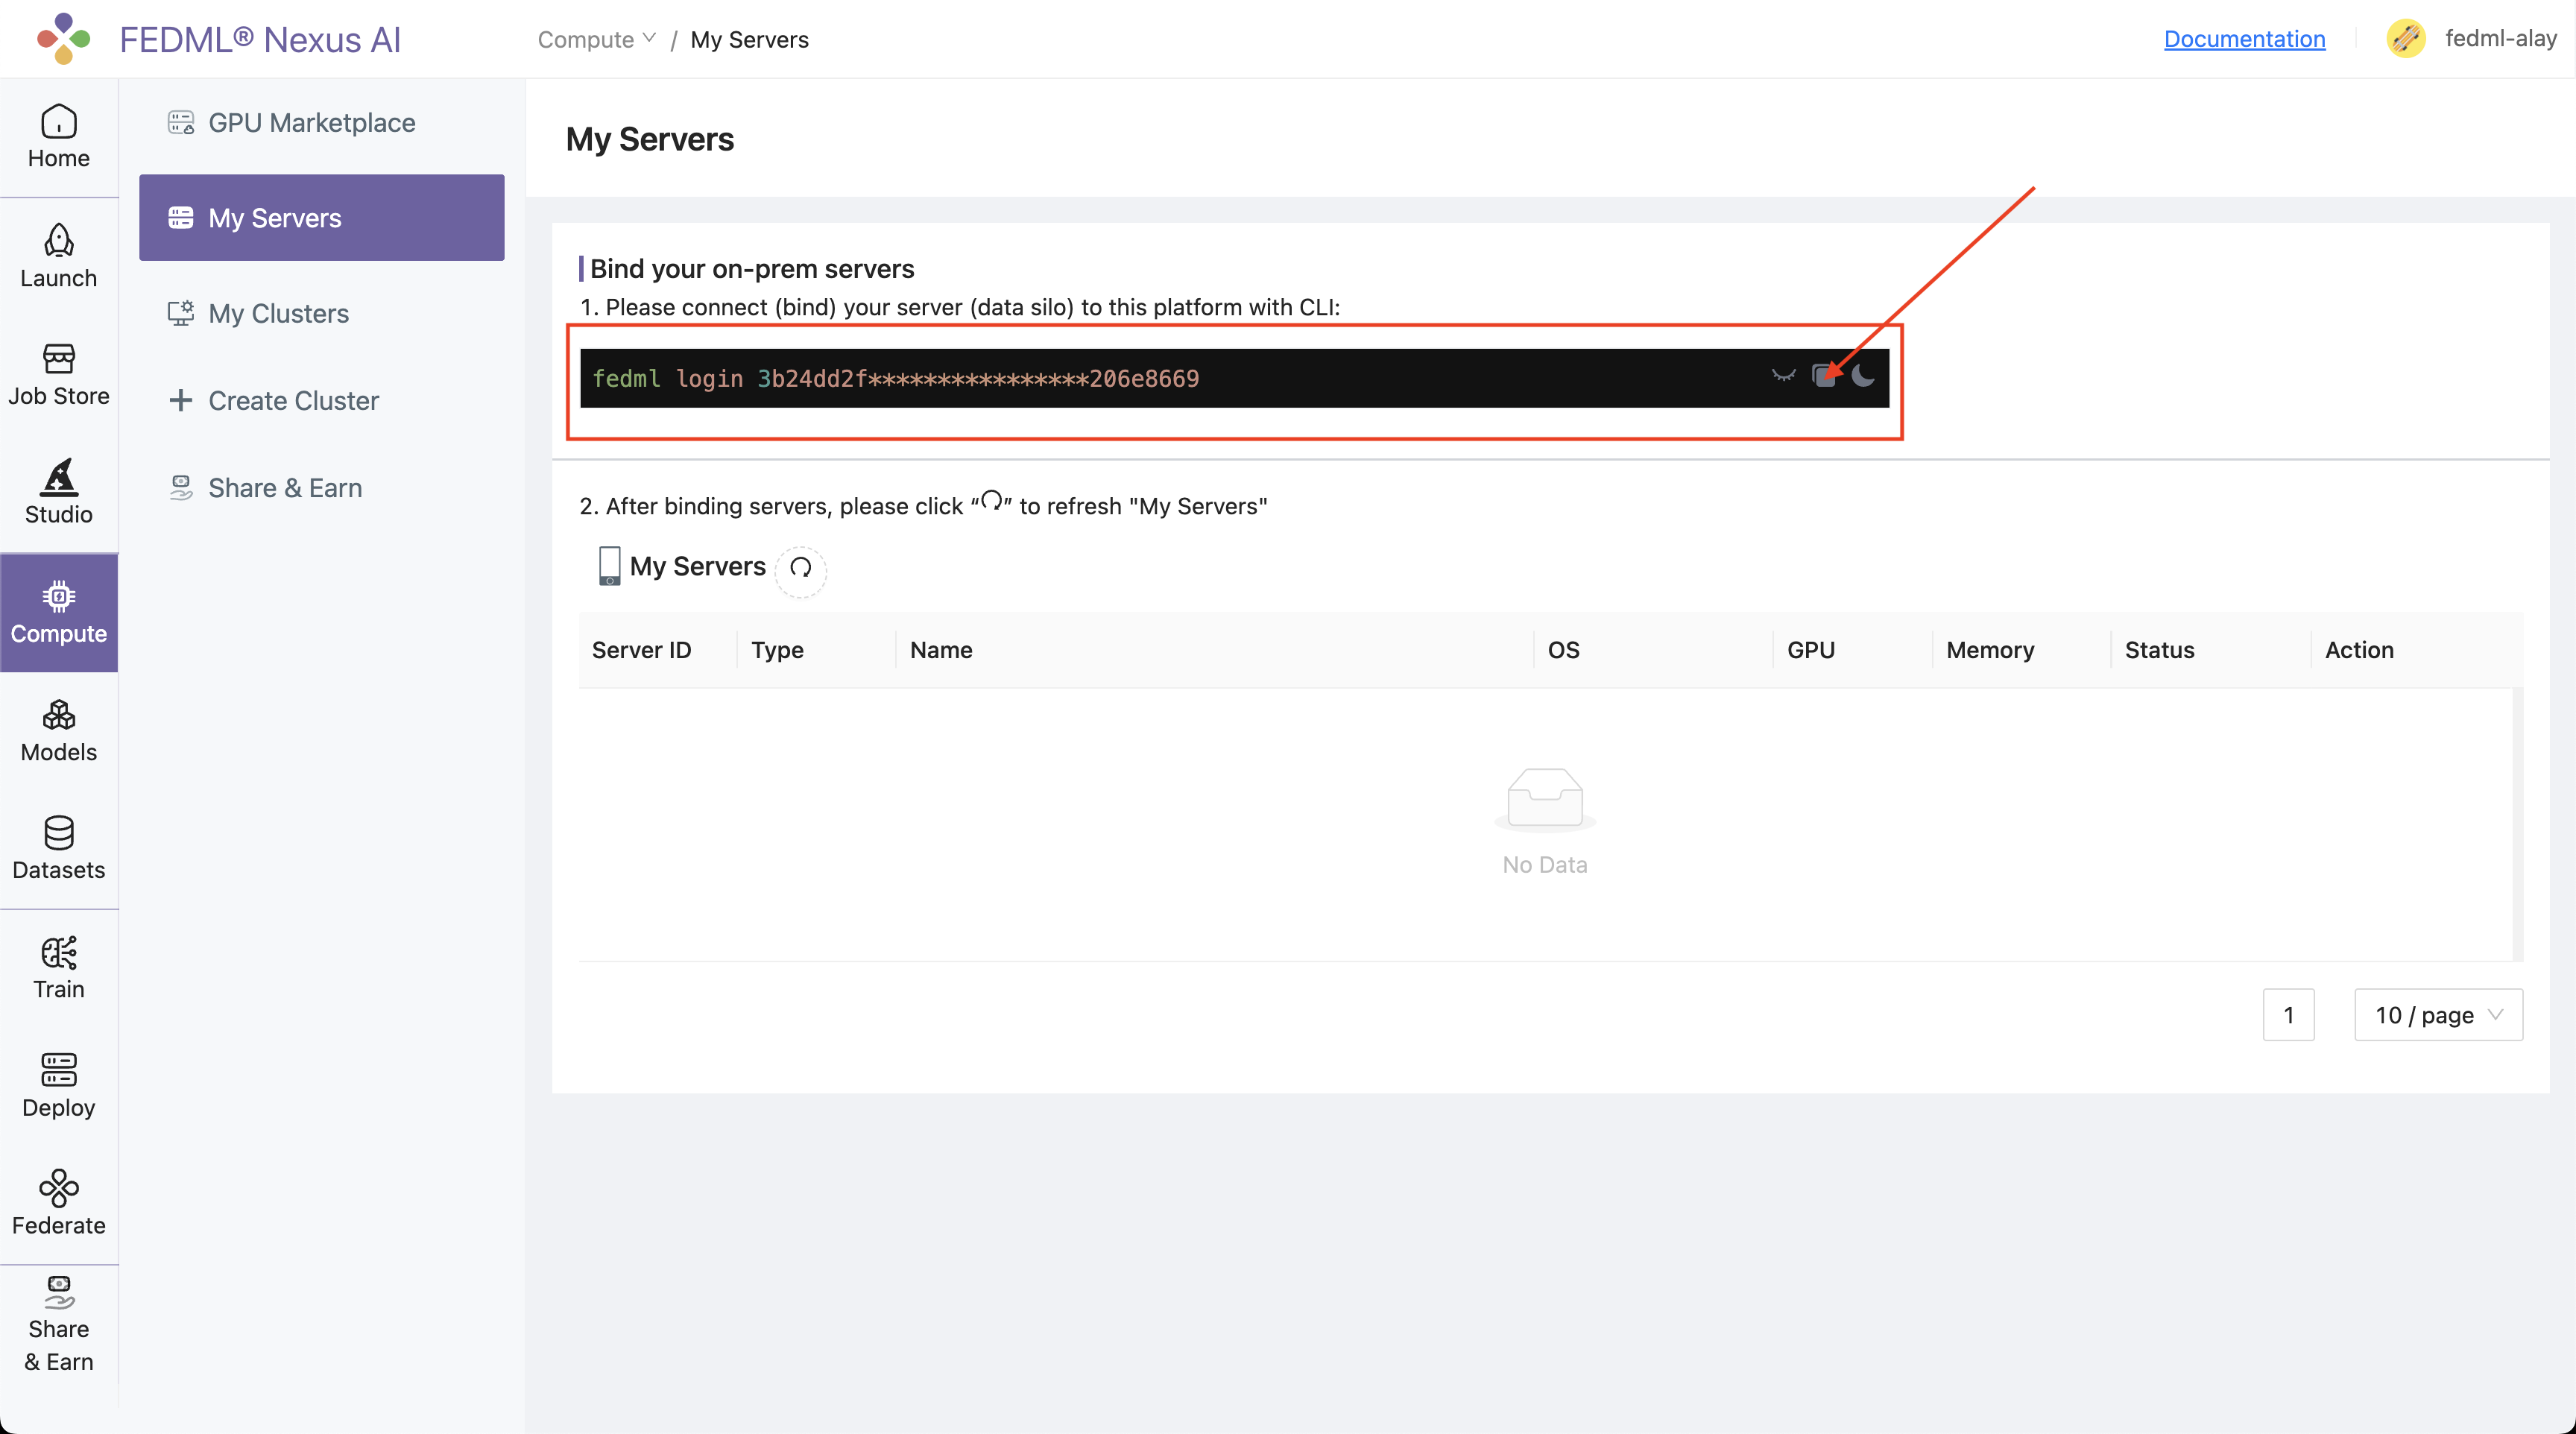 FEDML® Nexus AI
Compute / My Servers
Documentation
fedml-alay
Home
Launch
Job Store
Studio
Compute
Models
Datasets
Train
Deploy
Federate
Share
& Earn
GPU Marketplace
My Servers
My Clusters
+ Create Cluster
Share & Earn
My Servers
Bind your on-prem servers
1. Please connect (bind) your server (data silo) to this platform with CLI:
fedml login 3b24dd2f****************206e8669
2. After binding servers, please click “” to refresh "My Servers"
My Servers
Server ID Type Name OS GPU Memory Status Action
No Data
1 10 / page